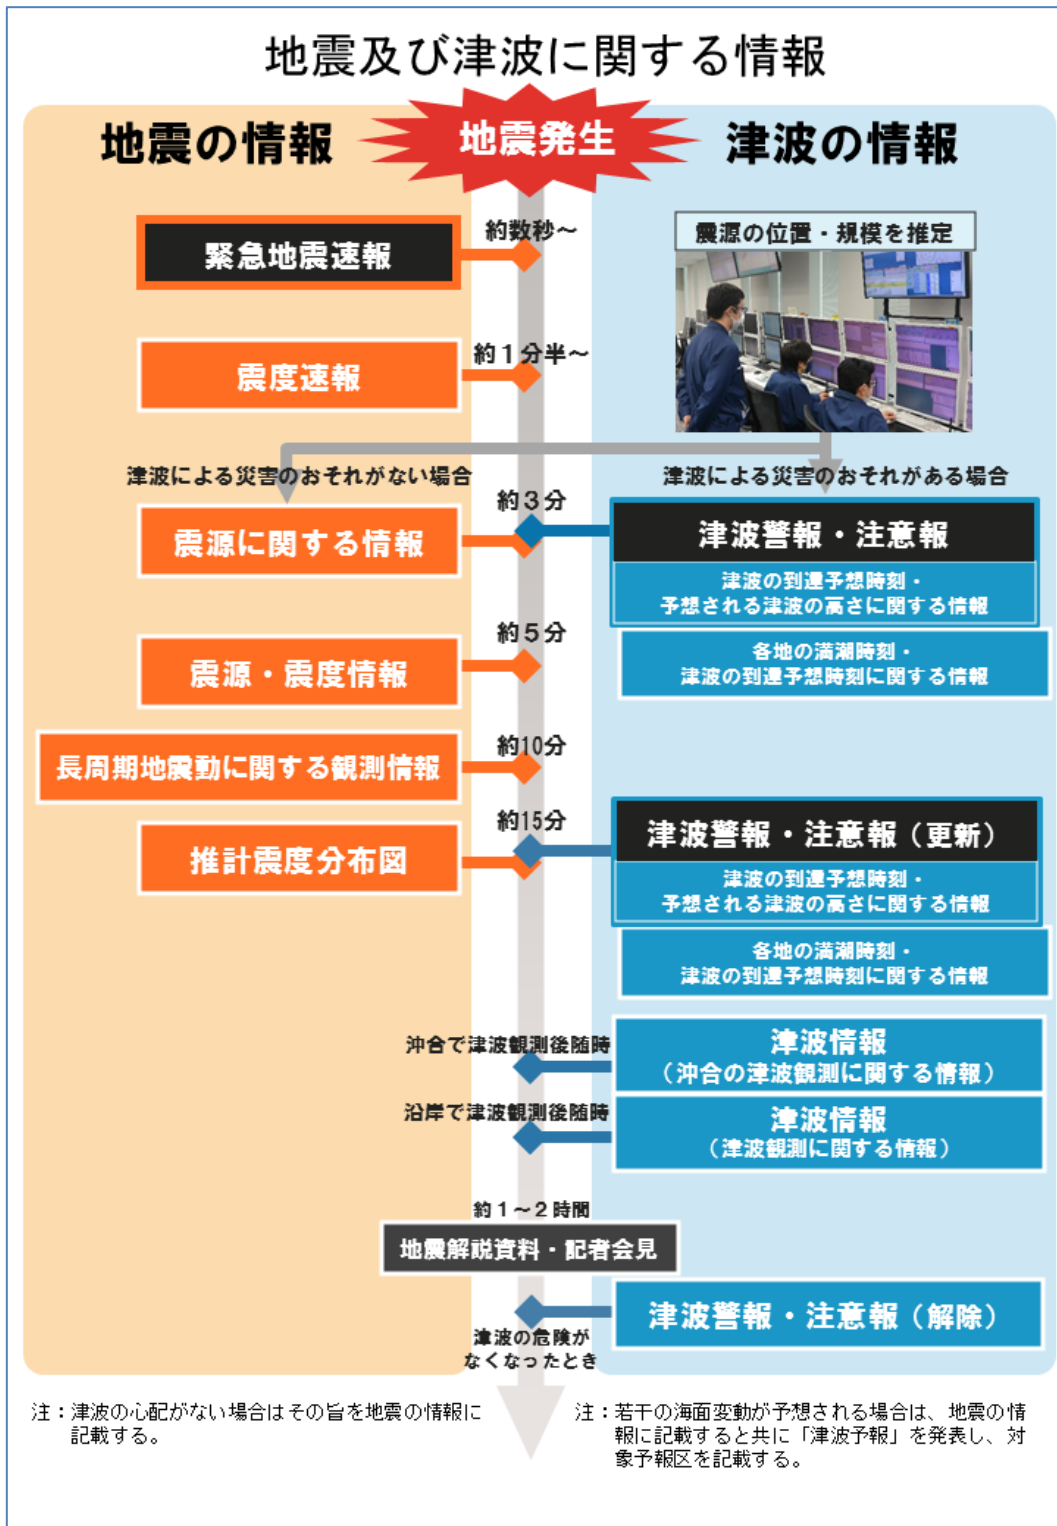 地震及び津波に関する情報
地震の情報
地震発生
津波の情報
約数秒～
緊急地震速報
震源の位置・規模を推定
約１分半～
震度速報
津波による災害のおそれがない場合
津波による災害のおそれがある場合
約３分
震源に関する情報
津波警報・注意報
津波の到達予想時刻・
予想される津波の高さに関する情報
約５分
各地の満潮時刻・
津波の到達予想時刻に関する情報
震源・震度情報
約10分
長周期地震動に関する観測情報
約15分
推計震度分布図
津波警報・注意報（更新）
津波の到達予想時刻・
予想される津波の高さに関する情報
各地の満潮時刻・
津波の到達予想時刻に関する情報
沖合で津波観測後随時
津波情報
（沖合の津波観測に関する情報）
沿岸で津波観測後随時
津波情報
（津波観測に関する情報）
約１～２時間
地震解説資料・記者会見
津波警報・注意報（解除）
津波の危険が
なくなったとき
注：津波の心配がない場合はその旨を地震の情報に
記載する。
注：若干の海面変動が予想される場合は、地震の情
報に記載すると共に「津波予報」を発表し、対
象予報区を記載する。